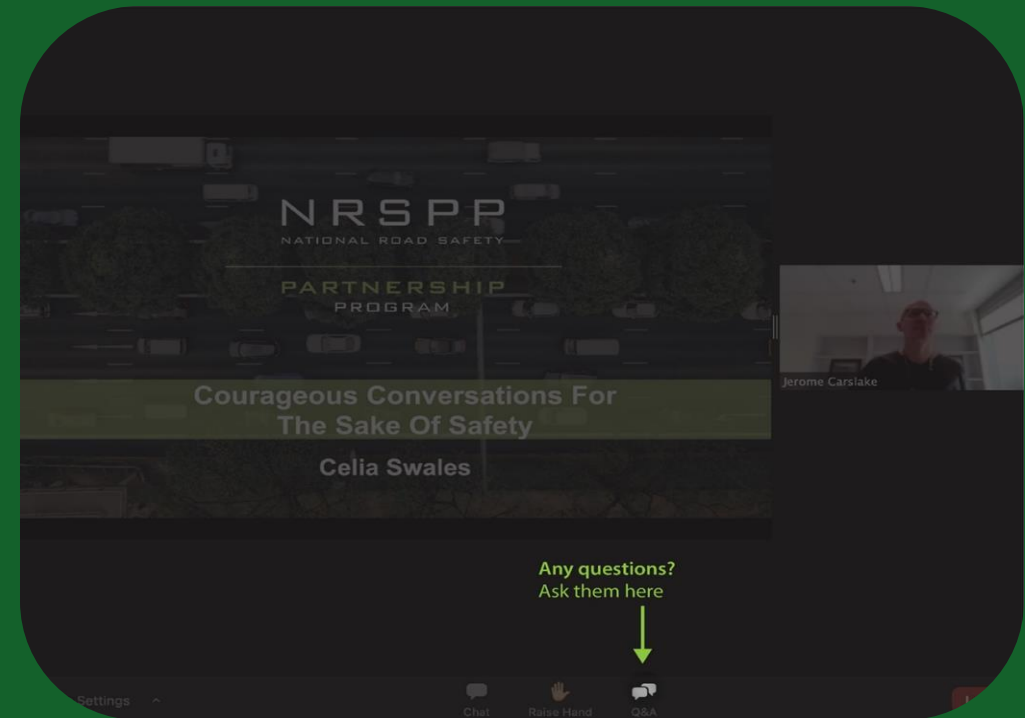 NRSPP
NATIONAL ROAD SAFETY
PARTNERSHIP
PROGRAM
Jerome Carslake
Courageous Conversations For
The Sake Of Safety
Celia Swales
Any questions?
Ask them here
Settings
Chat
Raise Hand
Q&A